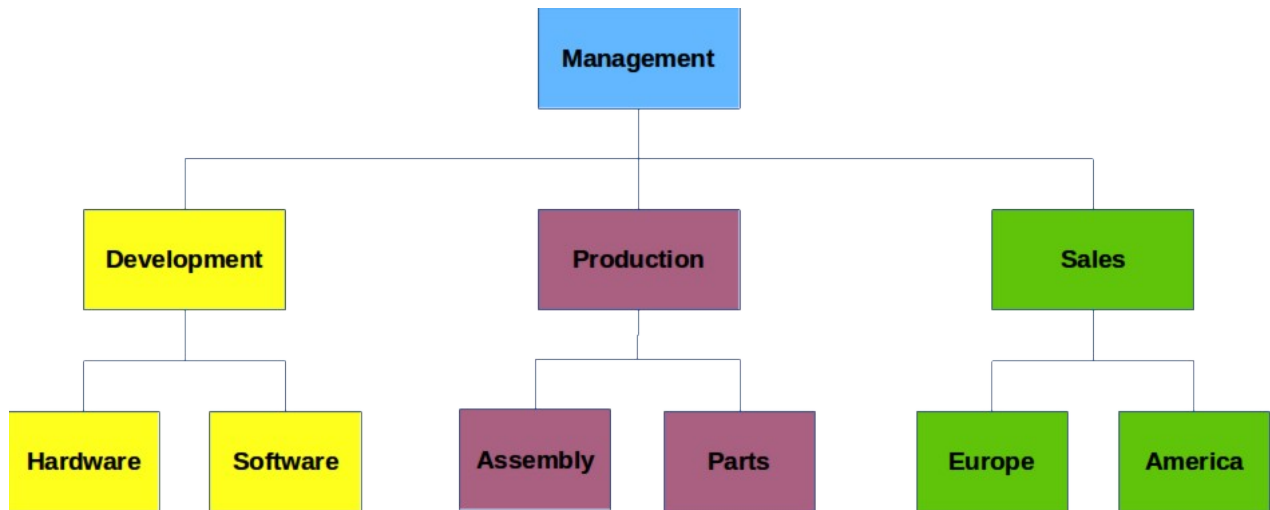 Management
Development
Production
Sales
Hardware
Software
Assembly
Parts
Europe
America